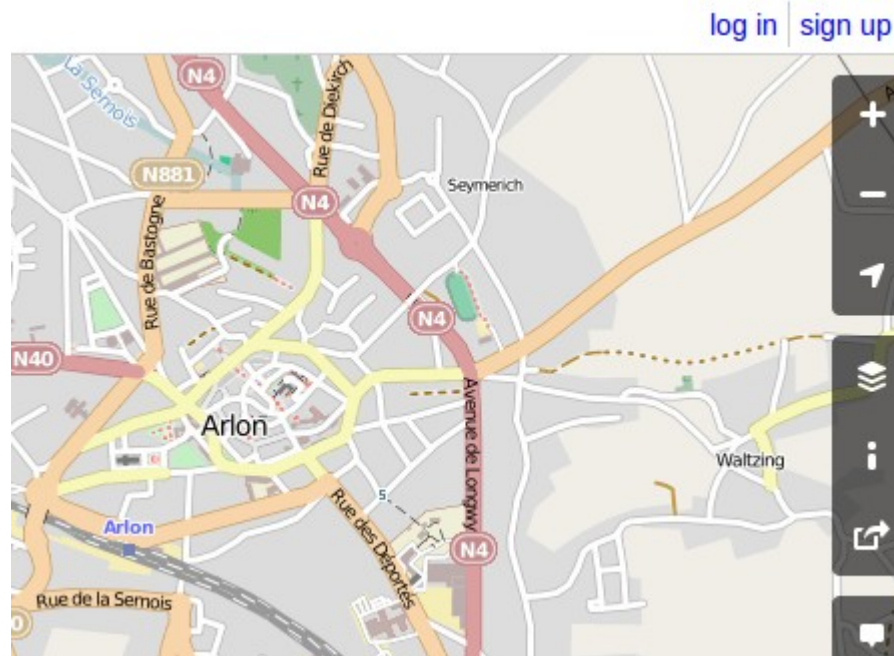 log in sign up
N4
La Semois
Rue de Diekirch
N881
N4
Seymerich
Rue de Bastogne
N4
N40
Arlon
Avenue de Longwy
Waltzing
Arlon
Rue des Déportés
N4
Rue de la Semois